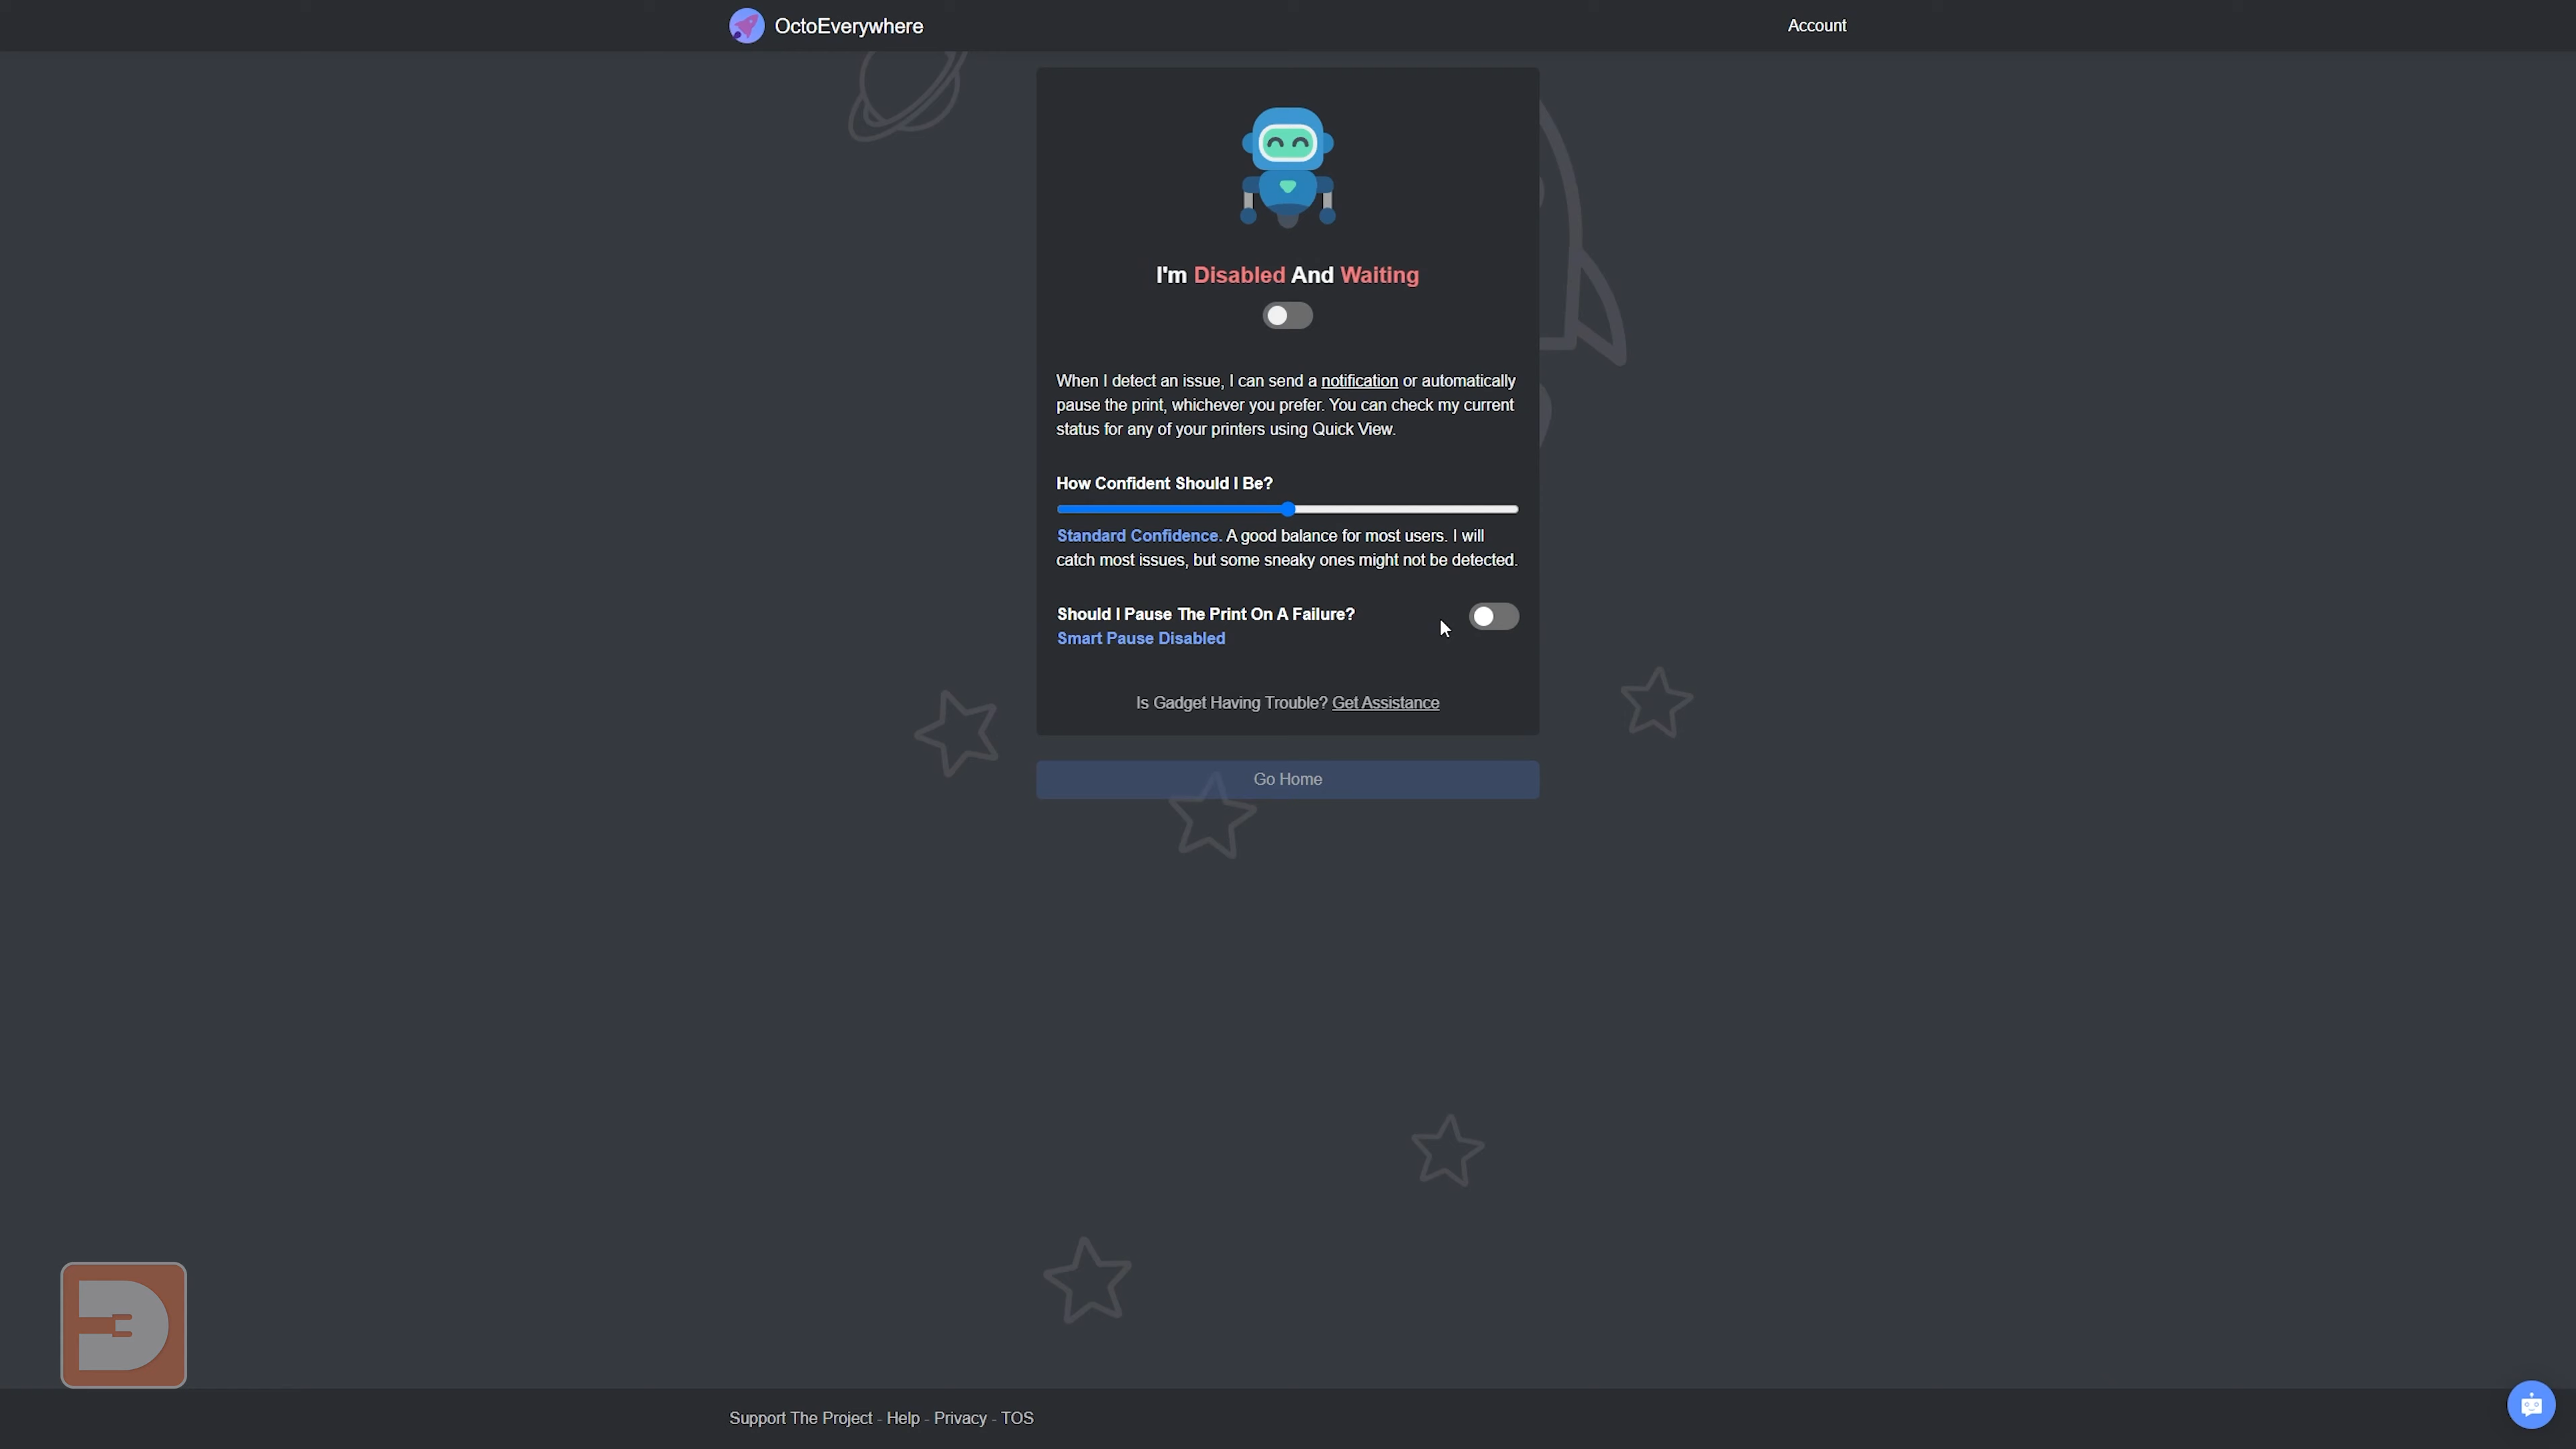 OctoEverywhere
Account
I'm Disabled And Waiting
When I detect an issue, I can send a notification or automatically
pause the print, whichever you prefer. You can check my current
status for any of your printers using Quick View.
How Confident Should I Be?
Standard Confidence. A good balance for most users. I will
catch most issues, but some sneaky ones might not be detected.
Should I Pause The Print On A Failure?
Smart Pause Disabled
Is Gadget Having Trouble? Get Assistance
Go Home
Support The Project - Help - Privacy - TOS